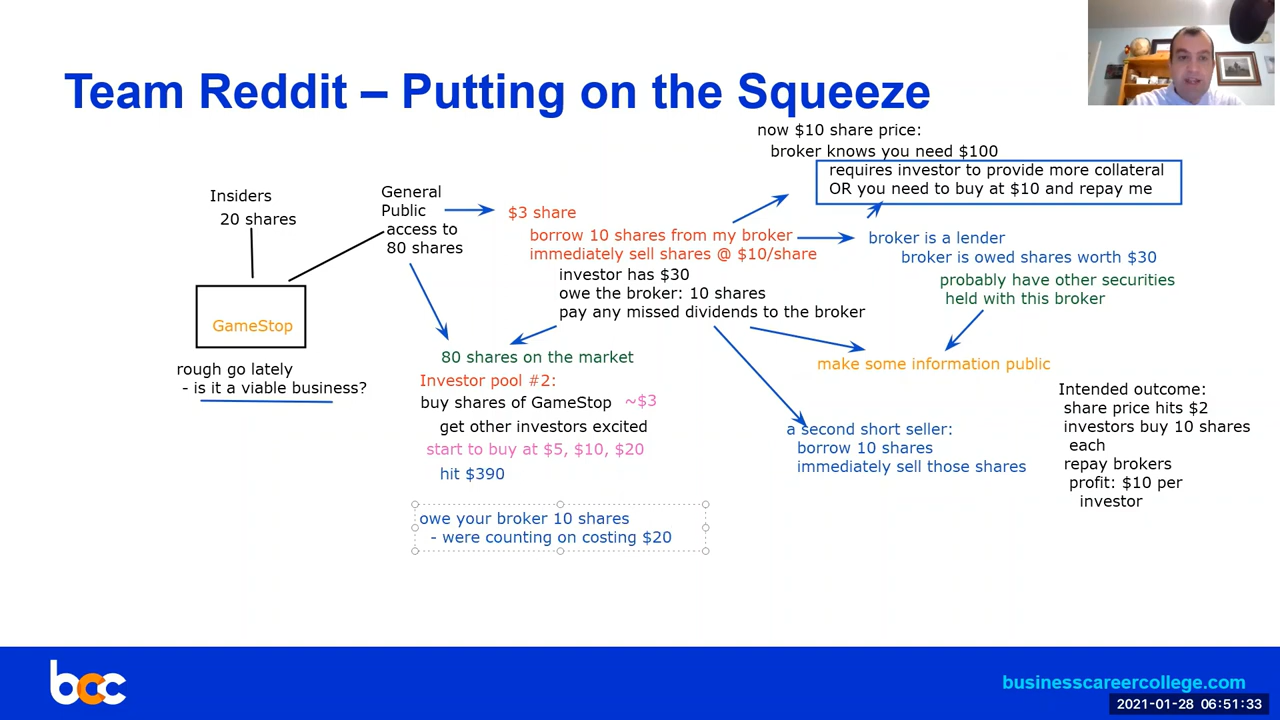 Team Reddit – Putting on the Squeeze
now $10 share price:
broker knows you need $100
requires investor to provide more collateral
OR you need to buy at $10 and repay me
Insiders
20 shares
General
Public
access to
80 shares
$3 share
borrow 10 shares from my broker
immediately sell shares @ $10/share
investor has $30
owe the broker: 10 shares
pay any missed dividends to the broker
broker is a lender
broker is owed shares worth $30
probably have other securities
held with this broker
GameStop
rough go lately
- is it a viable business?
80 shares on the market
Investor pool #2:
buy shares of GameStop ~$3
get other investors excited
start to buy at $5, $10, $20
hit $390
owe your broker 10 shares
- were counting on costing $20
make some information public
a second short seller:
borrow 10 shares
immediately sell those shares
Intended outcome:
share price hits $2
investors buy 10 shares
each
repay brokers
profit: $10 per
investor
bcc
businesscareercollege.com
2021-01-28 06:51:33